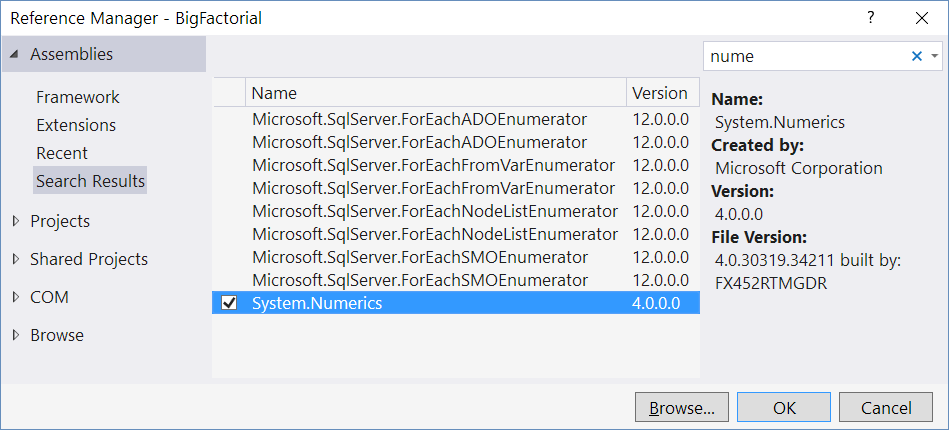 Reference Manager - BigFactorial
?
Assemblies
Framework
Extensions
Recent
Search Results
Projects
Shared Projects
COM
Browse
Name Version
Microsoft.SqlServer.ForEachADOEnumerator 12.0.0.0
Microsoft.SqlServer.ForEachADOEnumerator 12.0.0.0
Microsoft.SqlServer.ForEachFromVarEnumerator 12.0.0.0
Microsoft.SqlServer.ForEachFromVarEnumerator 12.0.0.0
Microsoft.SqlServer.ForEachNodeListEnumerator 12.0.0.0
Microsoft.SqlServer.ForEachNodeListEnumerator 12.0.0.0
Microsoft.SqlServer.ForEachSMOEnumerator 12.0.0.0
Microsoft.SqlServer.ForEachSMOEnumerator 12.0.0.0
System.Numerics 4.0.0.0
nume
Name:
System.Numerics
Created by:
Microsoft Corporation
Version:
4.0.0.0
File Version:
4.0.30319.34211 built by:
FX452RTMGDR
Browse... OK Cancel